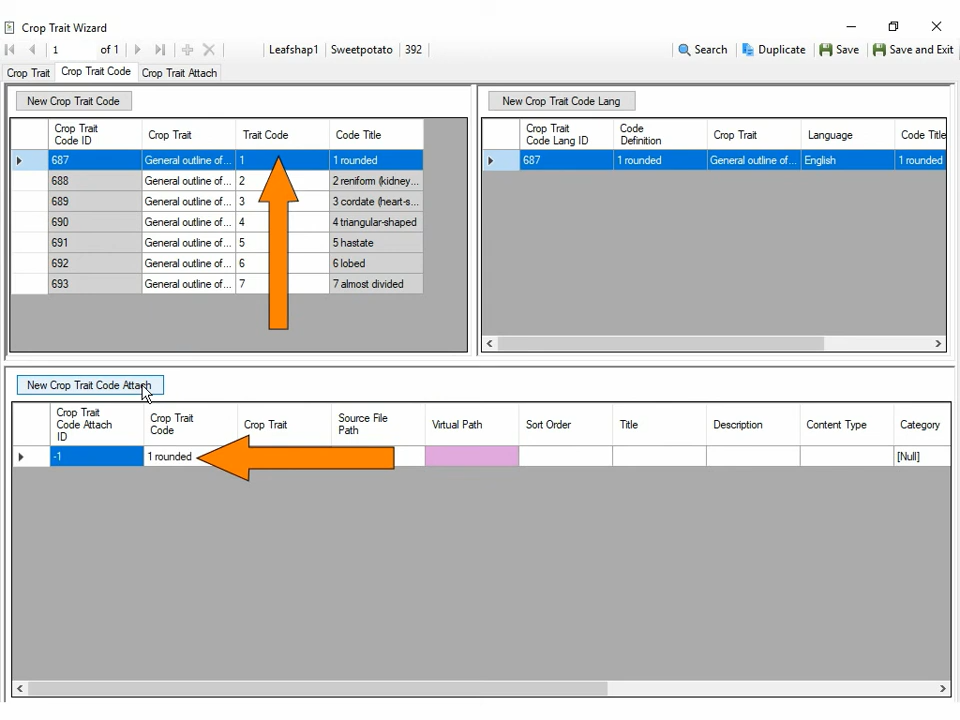 Crop Trait Wizard
1 of 1 Leafshap1 Sweetpotato 392 Search Duplicate Save Save and Exit
Crop Trait Crop Trait Code Crop Trait Attach
New Crop Trait Code
Crop Trait Code ID Crop Trait Trait Code Code Title
687 General outline of... 1 1 rounded
688 General outline of... 2 2 reniform (kidney...
689 General outline of... 3 3 cordate (heart-s...
690 General outline of... 4 4 triangular-shaped
691 General outline of... 5 5 hastate
692 General outline of... 6 6 lobed
693 General outline of... 7 7 almost divided
New Crop Trait Code Lang
Crop Trait Code Lang ID Code Definition Crop Trait Language Code Title
687 1 rounded General outline of... English 1 rounded
New Crop Trait Code Attach
Crop Trait Code Attach ID Crop Trait Code Crop Trait Source File Path Virtual Path Sort Order Title Description Content Type Category
-1 1 rounded [Null]